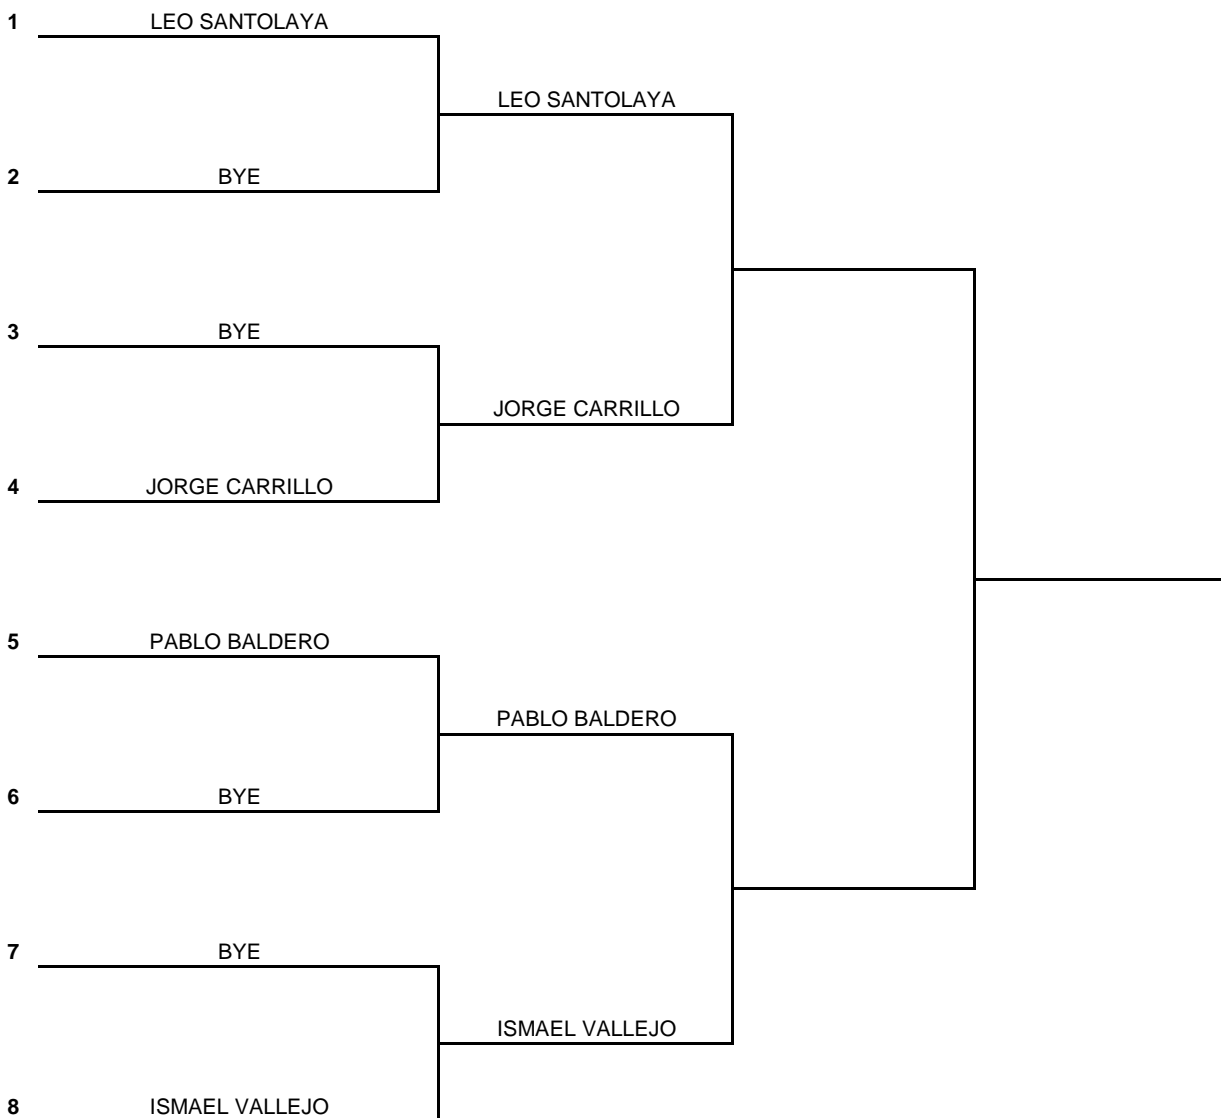 1 LEO SANTOLAYA
LEO SANTOLAYA
2 BYE
3 BYE
JORGE CARRILLO
4 JORGE CARRILLO
5 PABLO BALDERO
PABLO BALDERO
6 BYE
7 BYE
ISMAEL VALLEJO
8 ISMAEL VALLEJO